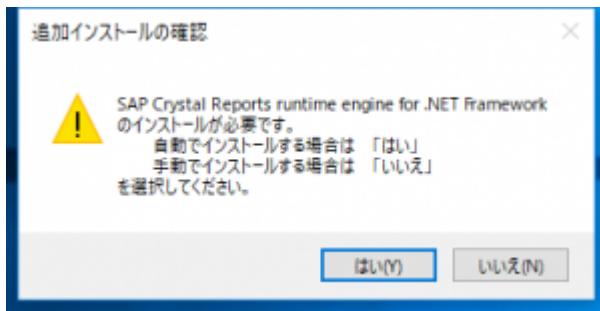 追加インストールの確認
SAP Crystal Reports runtime engine for .NET Framework
のインストールが必要です。
自動でインストールする場合は 「はい」
手動でインストールする場合は 「いいえ」
を選択してください。
はい(Y)
いいえ(N)